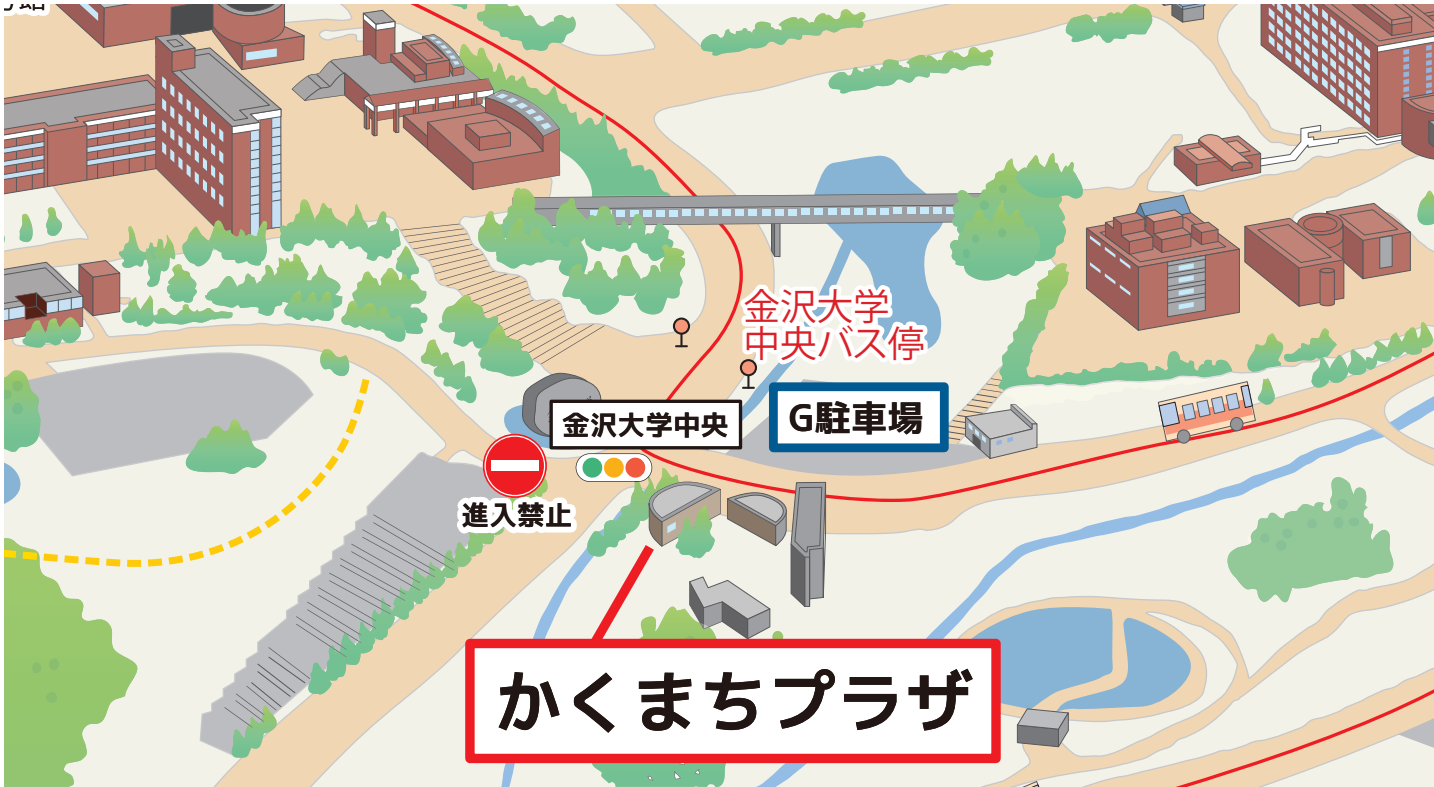 金沢大学
中央バス停
金沢大学中央
G駐車場
進入禁止
かくまちプラザ